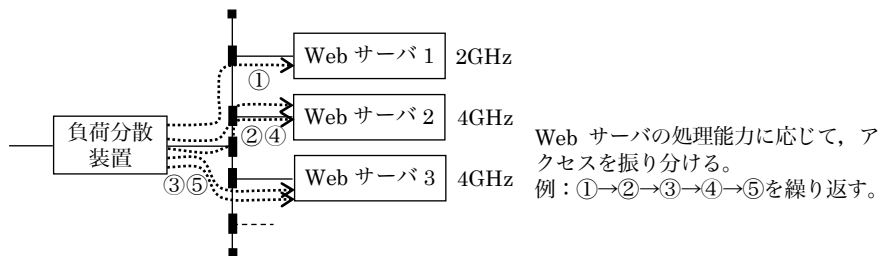 Web サーバ 1 2GHz
①
Web サーバ 2 4GHz
②④
負荷分散
装置
Web サーバ 3 4GHz
③⑤
Web サーバの処理能力に応じて，ア
クセスを振り分ける。
例：①→②→③→④→⑤を繰り返す。